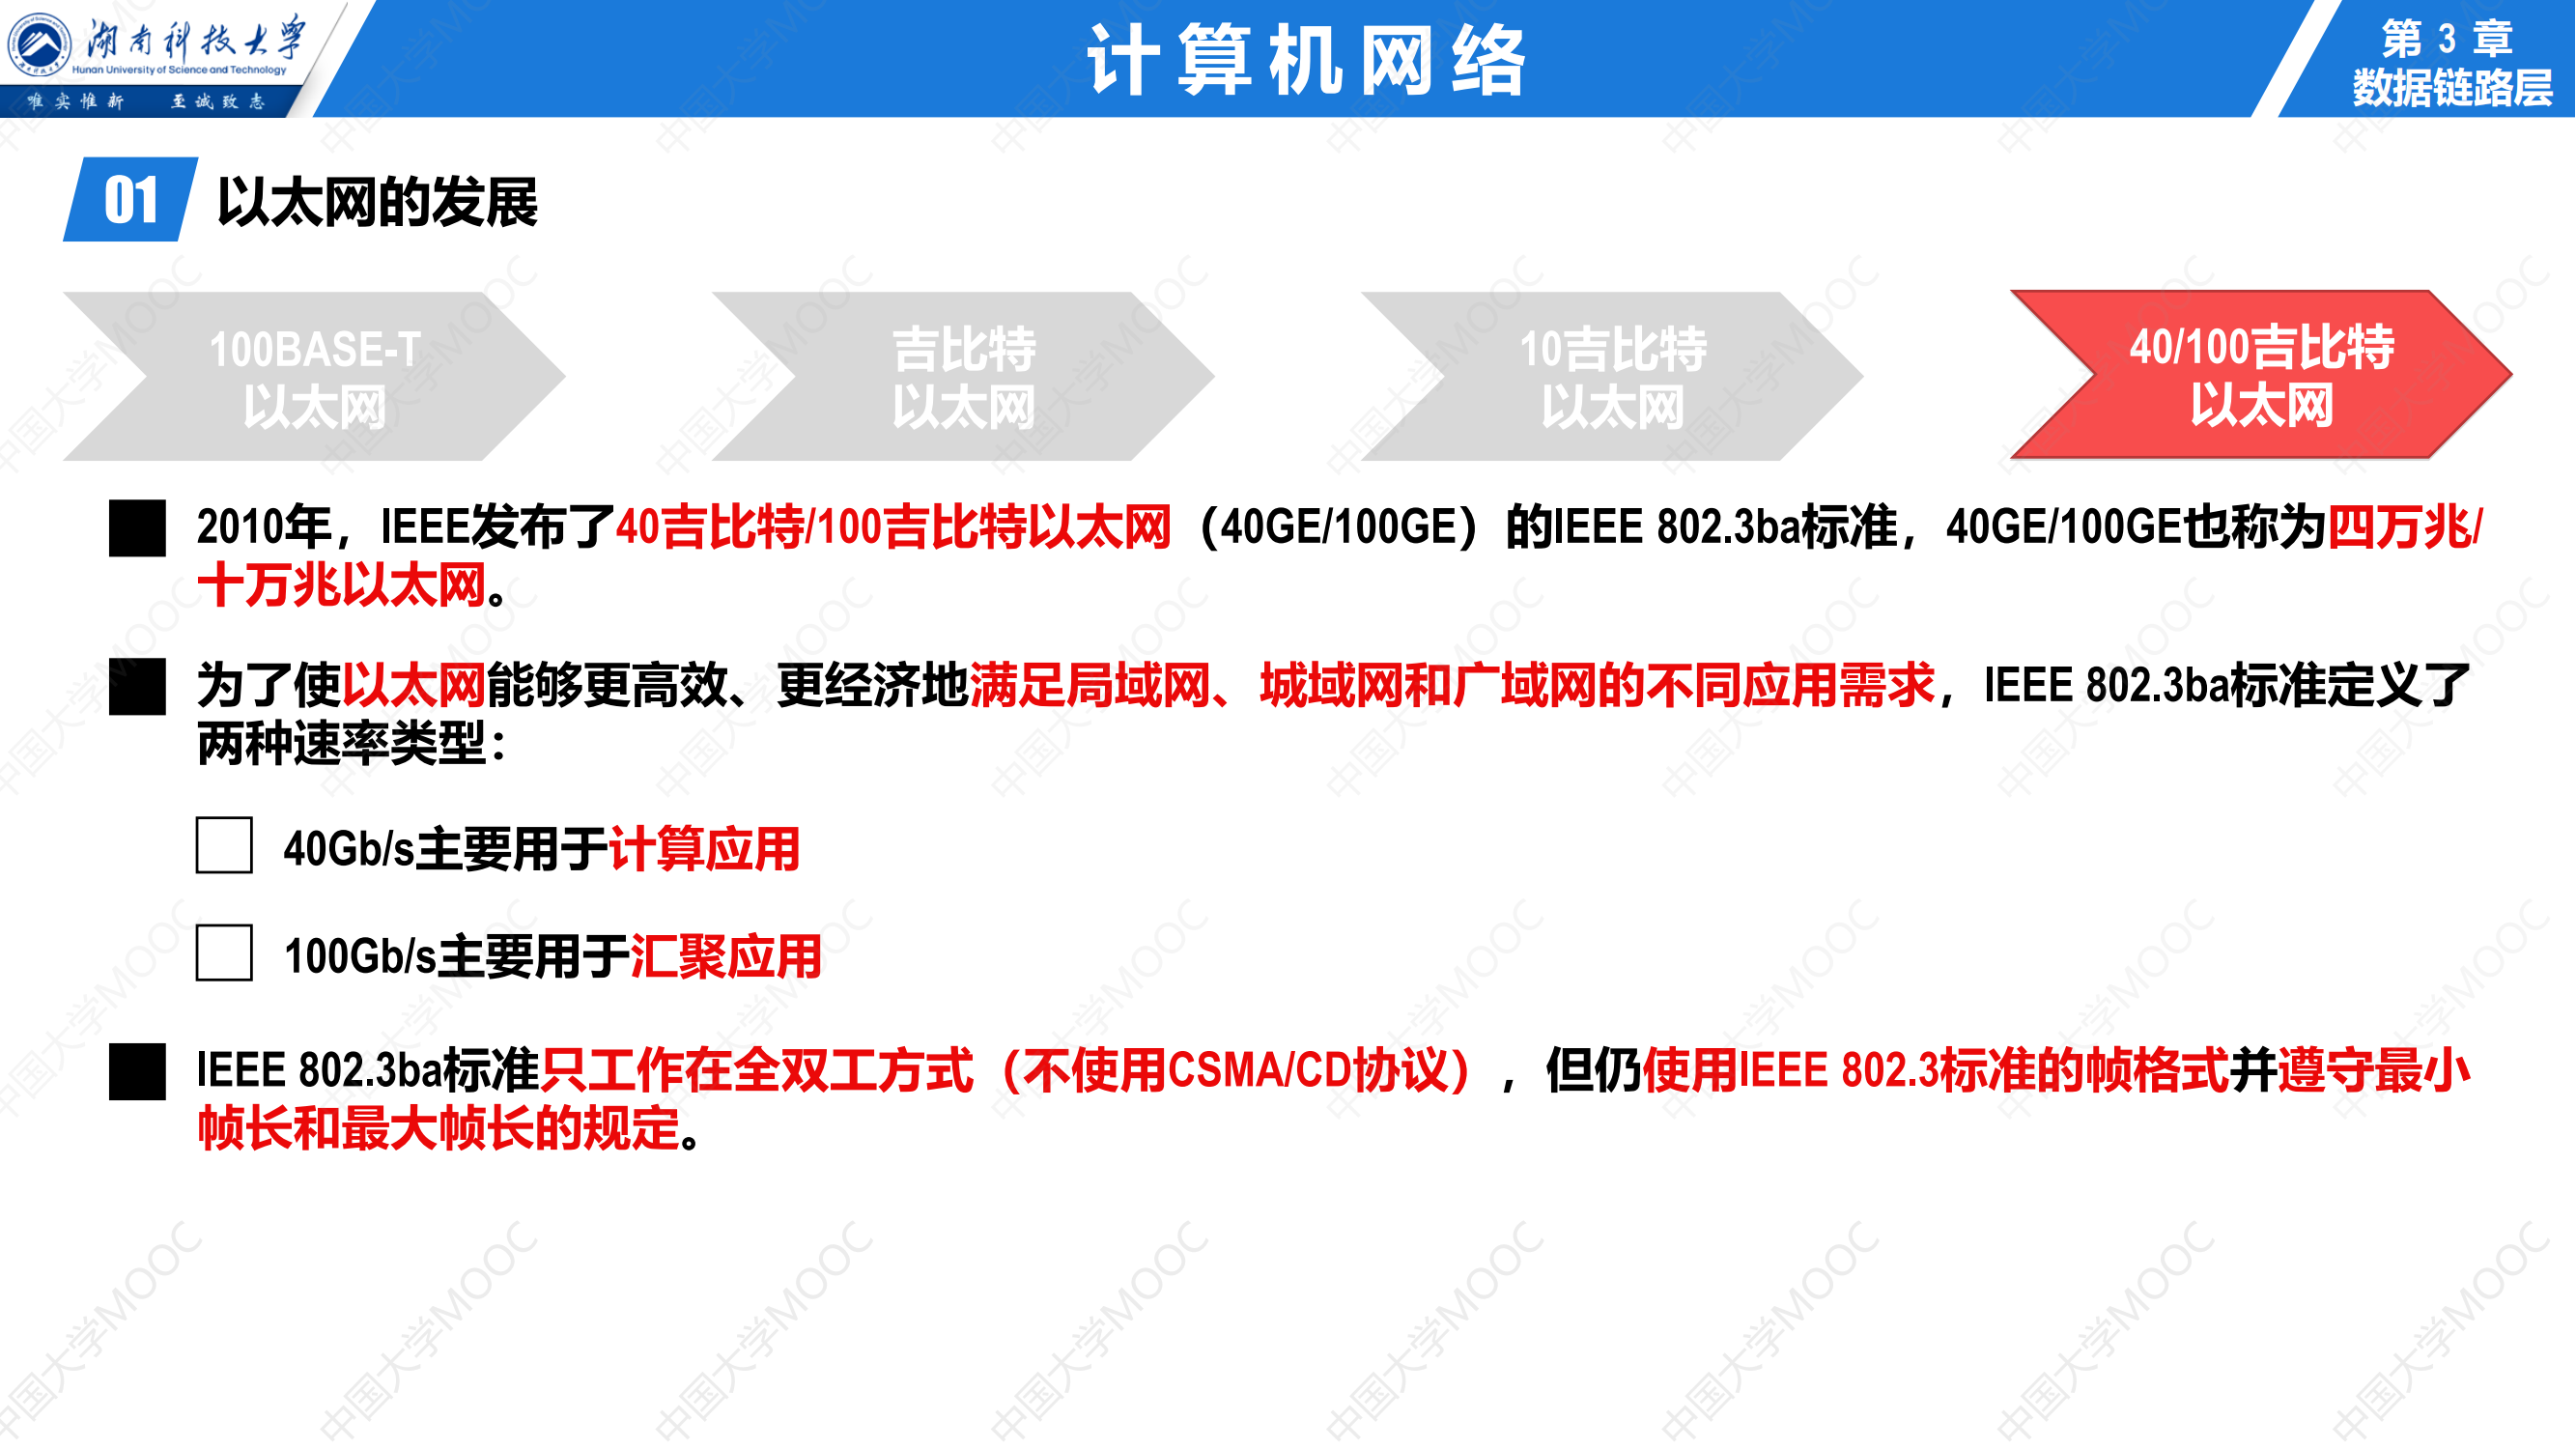 湖南科技大学
Hunan University of Science and Technology
唯实惟新 至诚致志
计算机网络
第 3 章
数据链路层
01 以太网的发展
100BASE-T
以太网
吉比特
以太网
10吉比特
以太网
40/100吉比特
以太网
2010年，IEEE发布了40吉比特/100吉比特以太网（40GE/100GE）的IEEE 802.3ba标准，40GE/100GE也称为四万兆/
十万兆以太网。
为了使以太网能够更高效、更经济地满足局域网、城域网和广域网的不同应用需求，IEEE 802.3ba标准定义了
两种速率类型：
40Gb/s主要用于计算应用
100Gb/s主要用于汇聚应用
IEEE 802.3ba标准只工作在全双工方式（不使用CSMA/CD协议），但仍使用IEEE 802.3标准的帧格式并遵守最小
帧长和最大帧长的规定。
中国大学MOOC